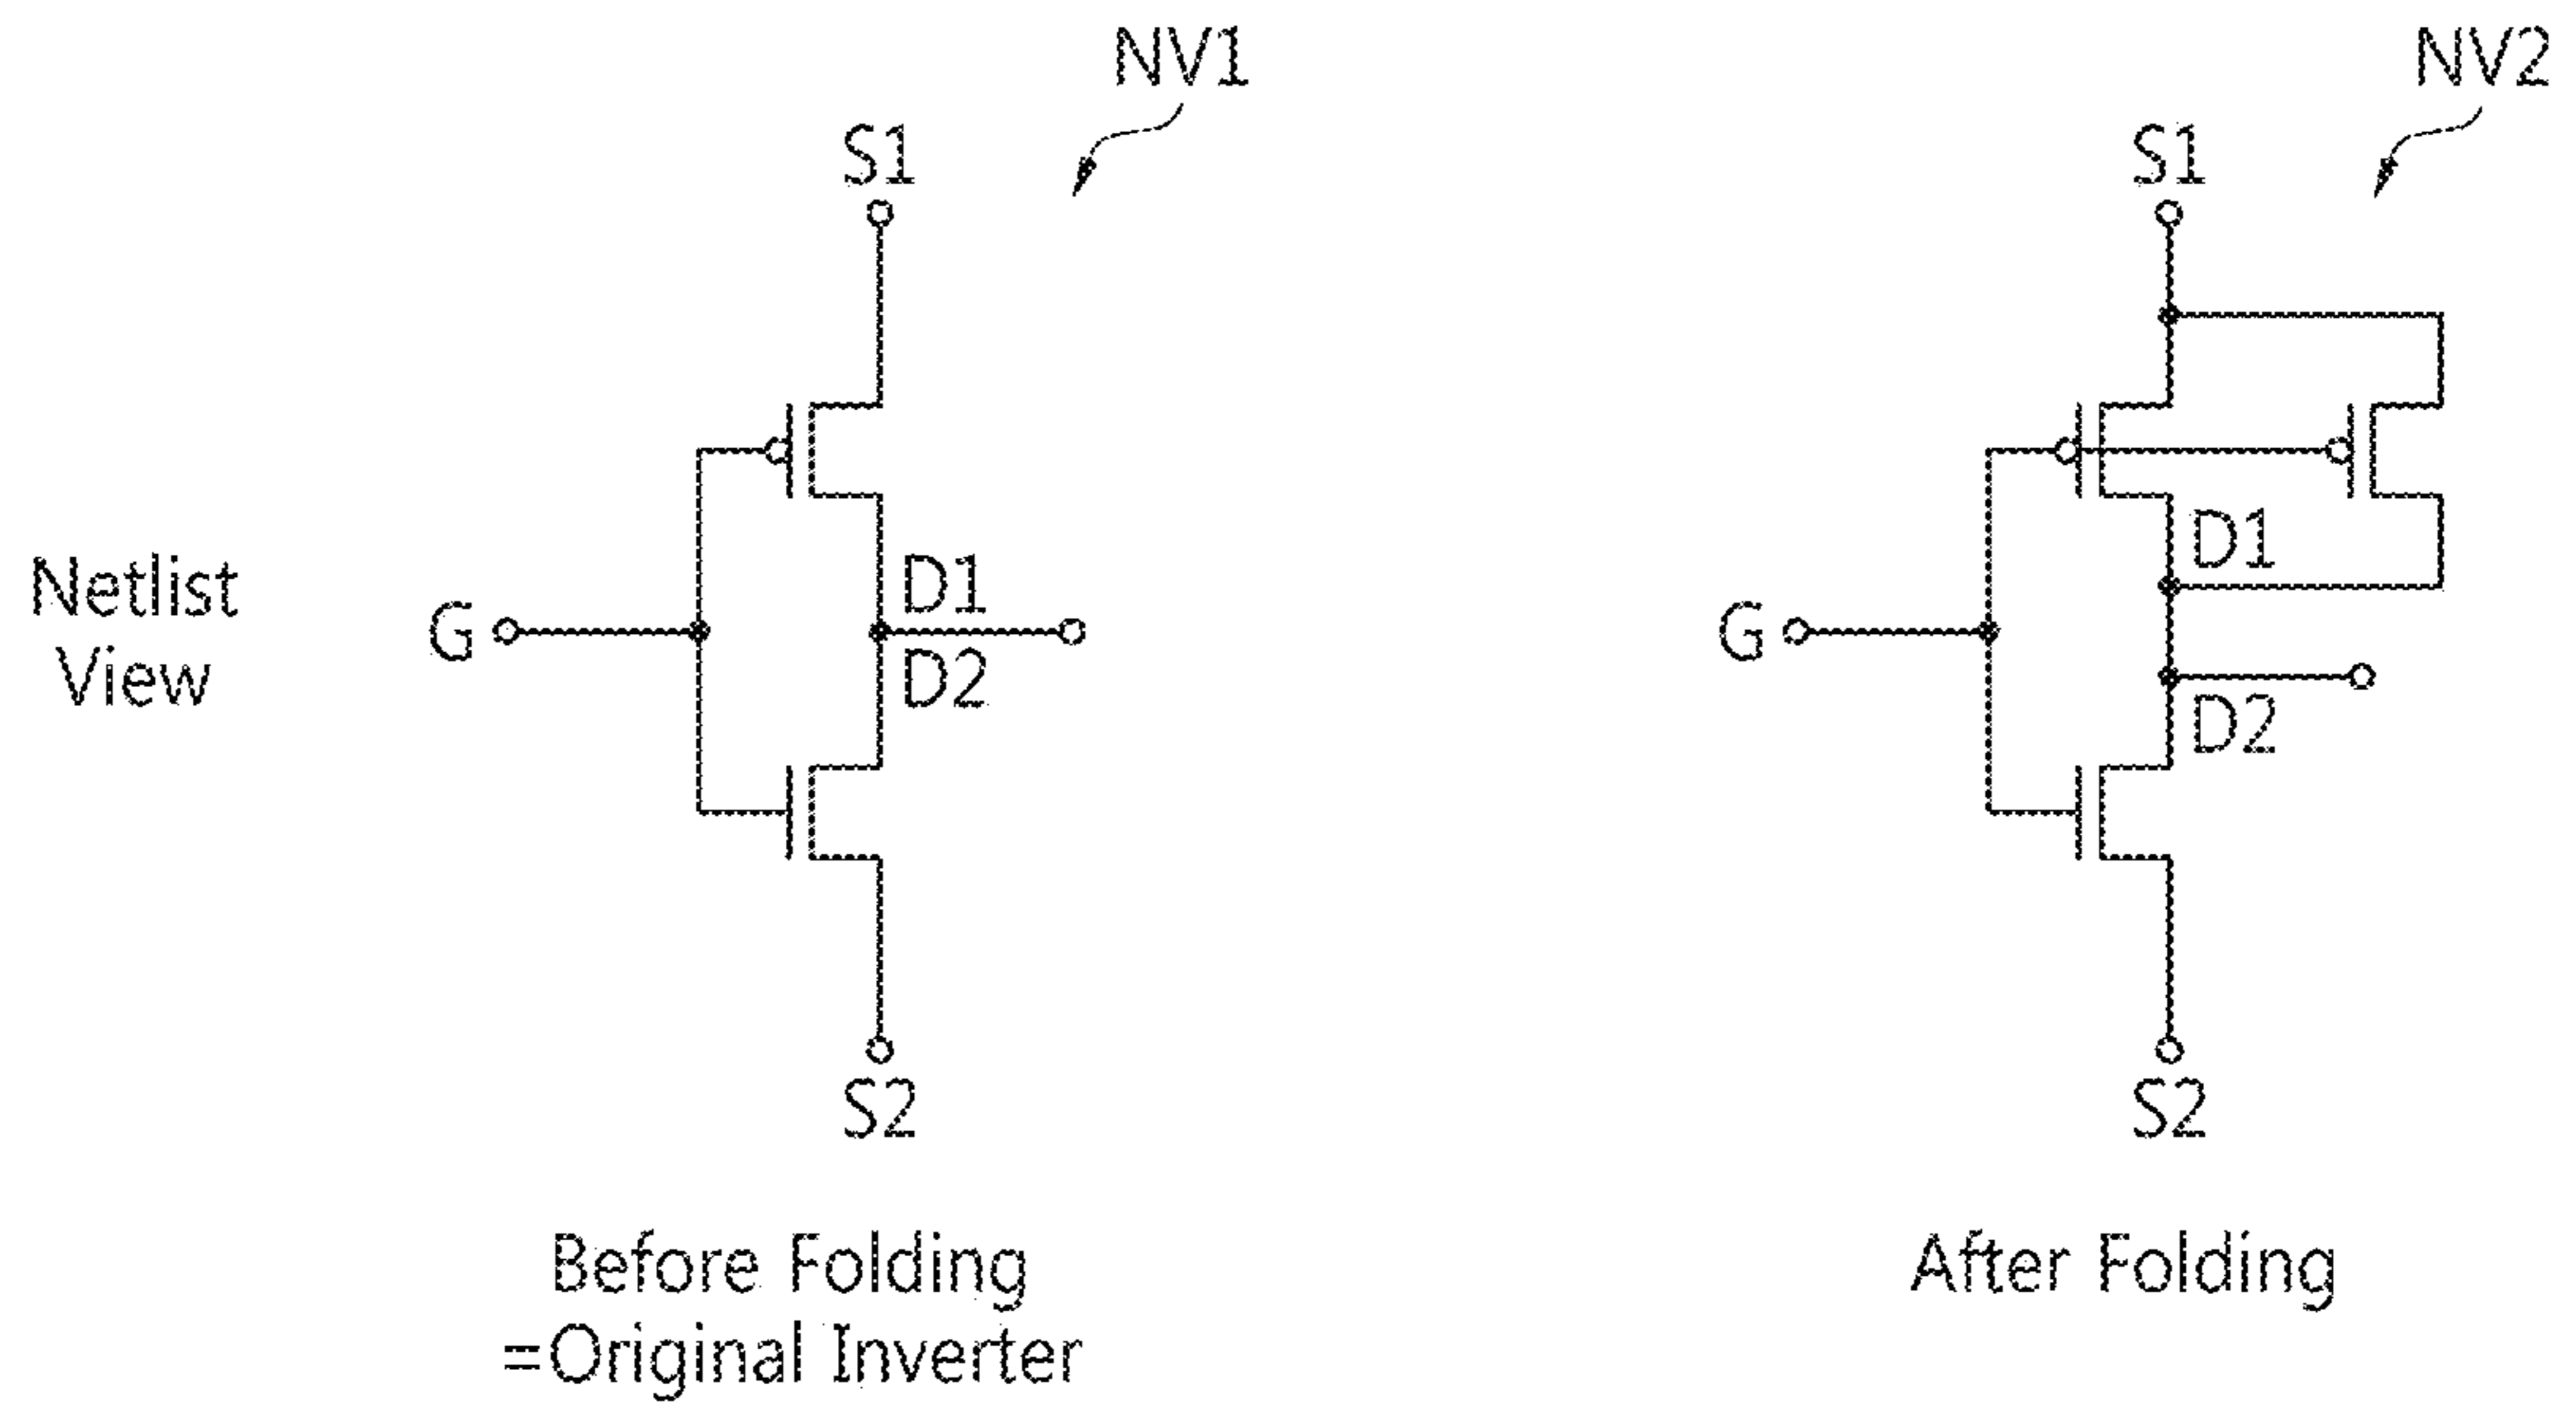 NV1
NV2
S1
S1
Netlist
View
G
D1
D2
G
D1
D2
S2
S2
Before Folding
=Original Inverter
After Folding